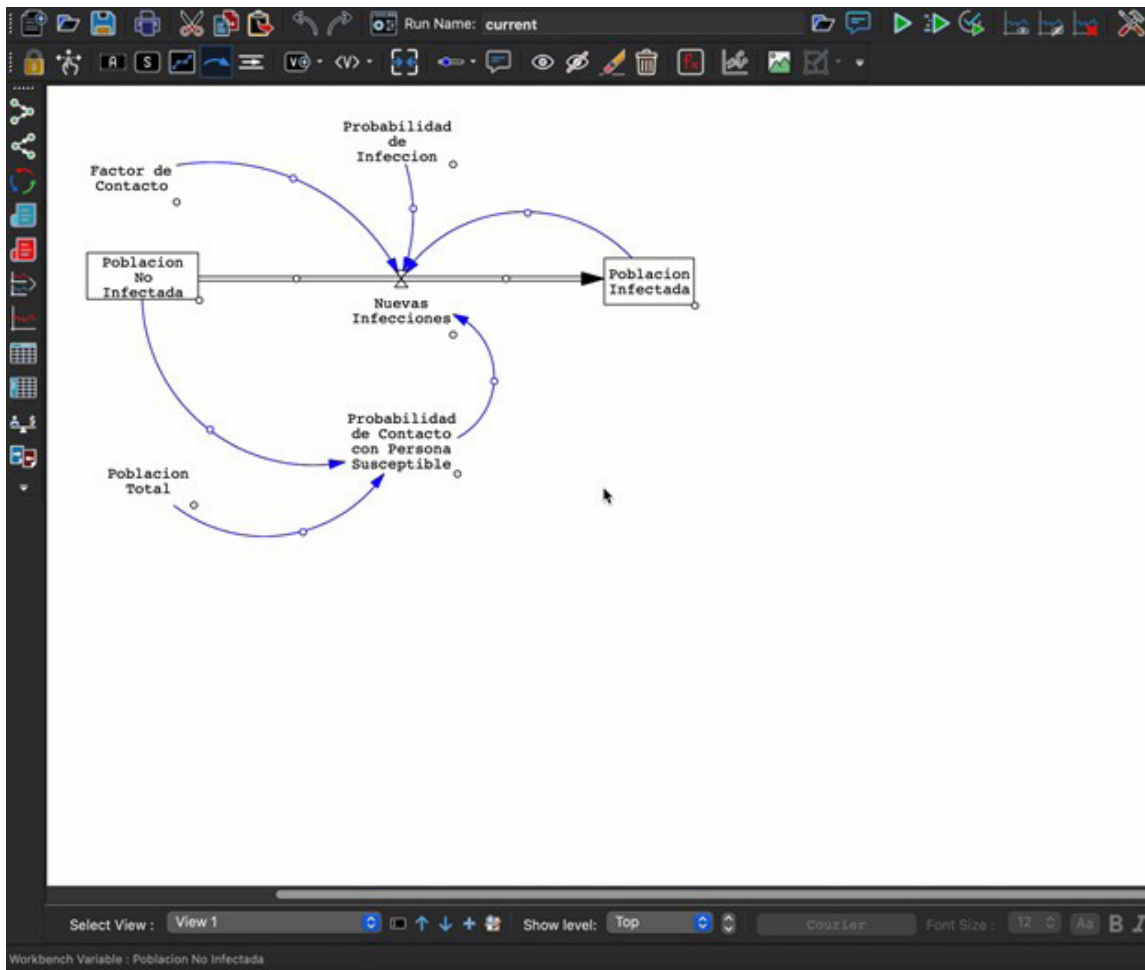 Run Name: current
A
S
Probabilidad
de
Infeccion
Factor de
Contacto
Poblacion
No
Infectada
Poblacion
Infectada
Nuevas
Infecciones
Probabilidad
de Contacto
con Persona
Susceptible
Poblacion
Total
Select View : View 1 Show level: Top Courier Font Size : 12 Aa B I
Workbench Variable : Poblacion No Infectada